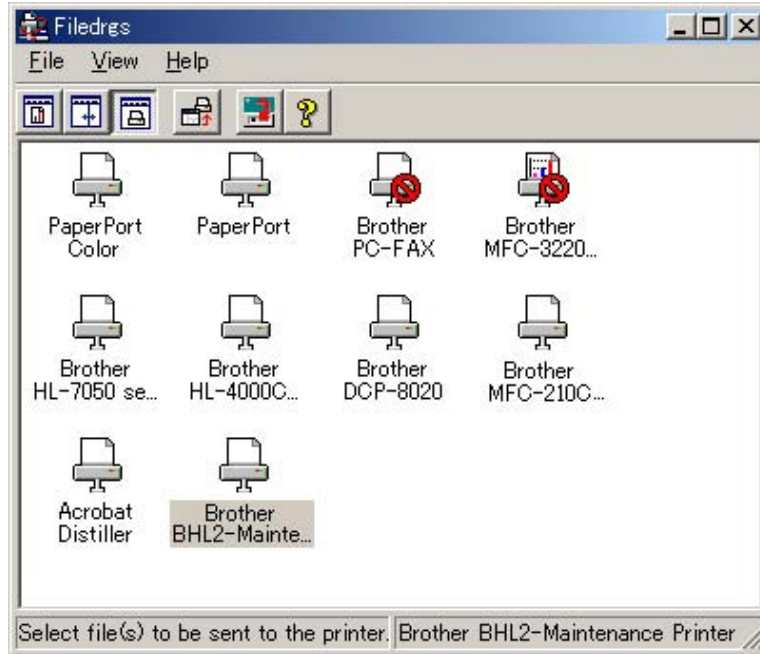 Filedrgs
File View Help
PaperPort
Color
PaperPort
Brother
PC-FAX
Brother
MFC-3220...
Brother
HL-7050 se...
Brother
HL-4000C...
Brother
DCP-8020
Brother
MFC-210C...
Acrobat
Distiller
Brother
BHL2-Mainte...
Select file(s) to be sent to the printer. Brother BHL2-Maintenance Printer